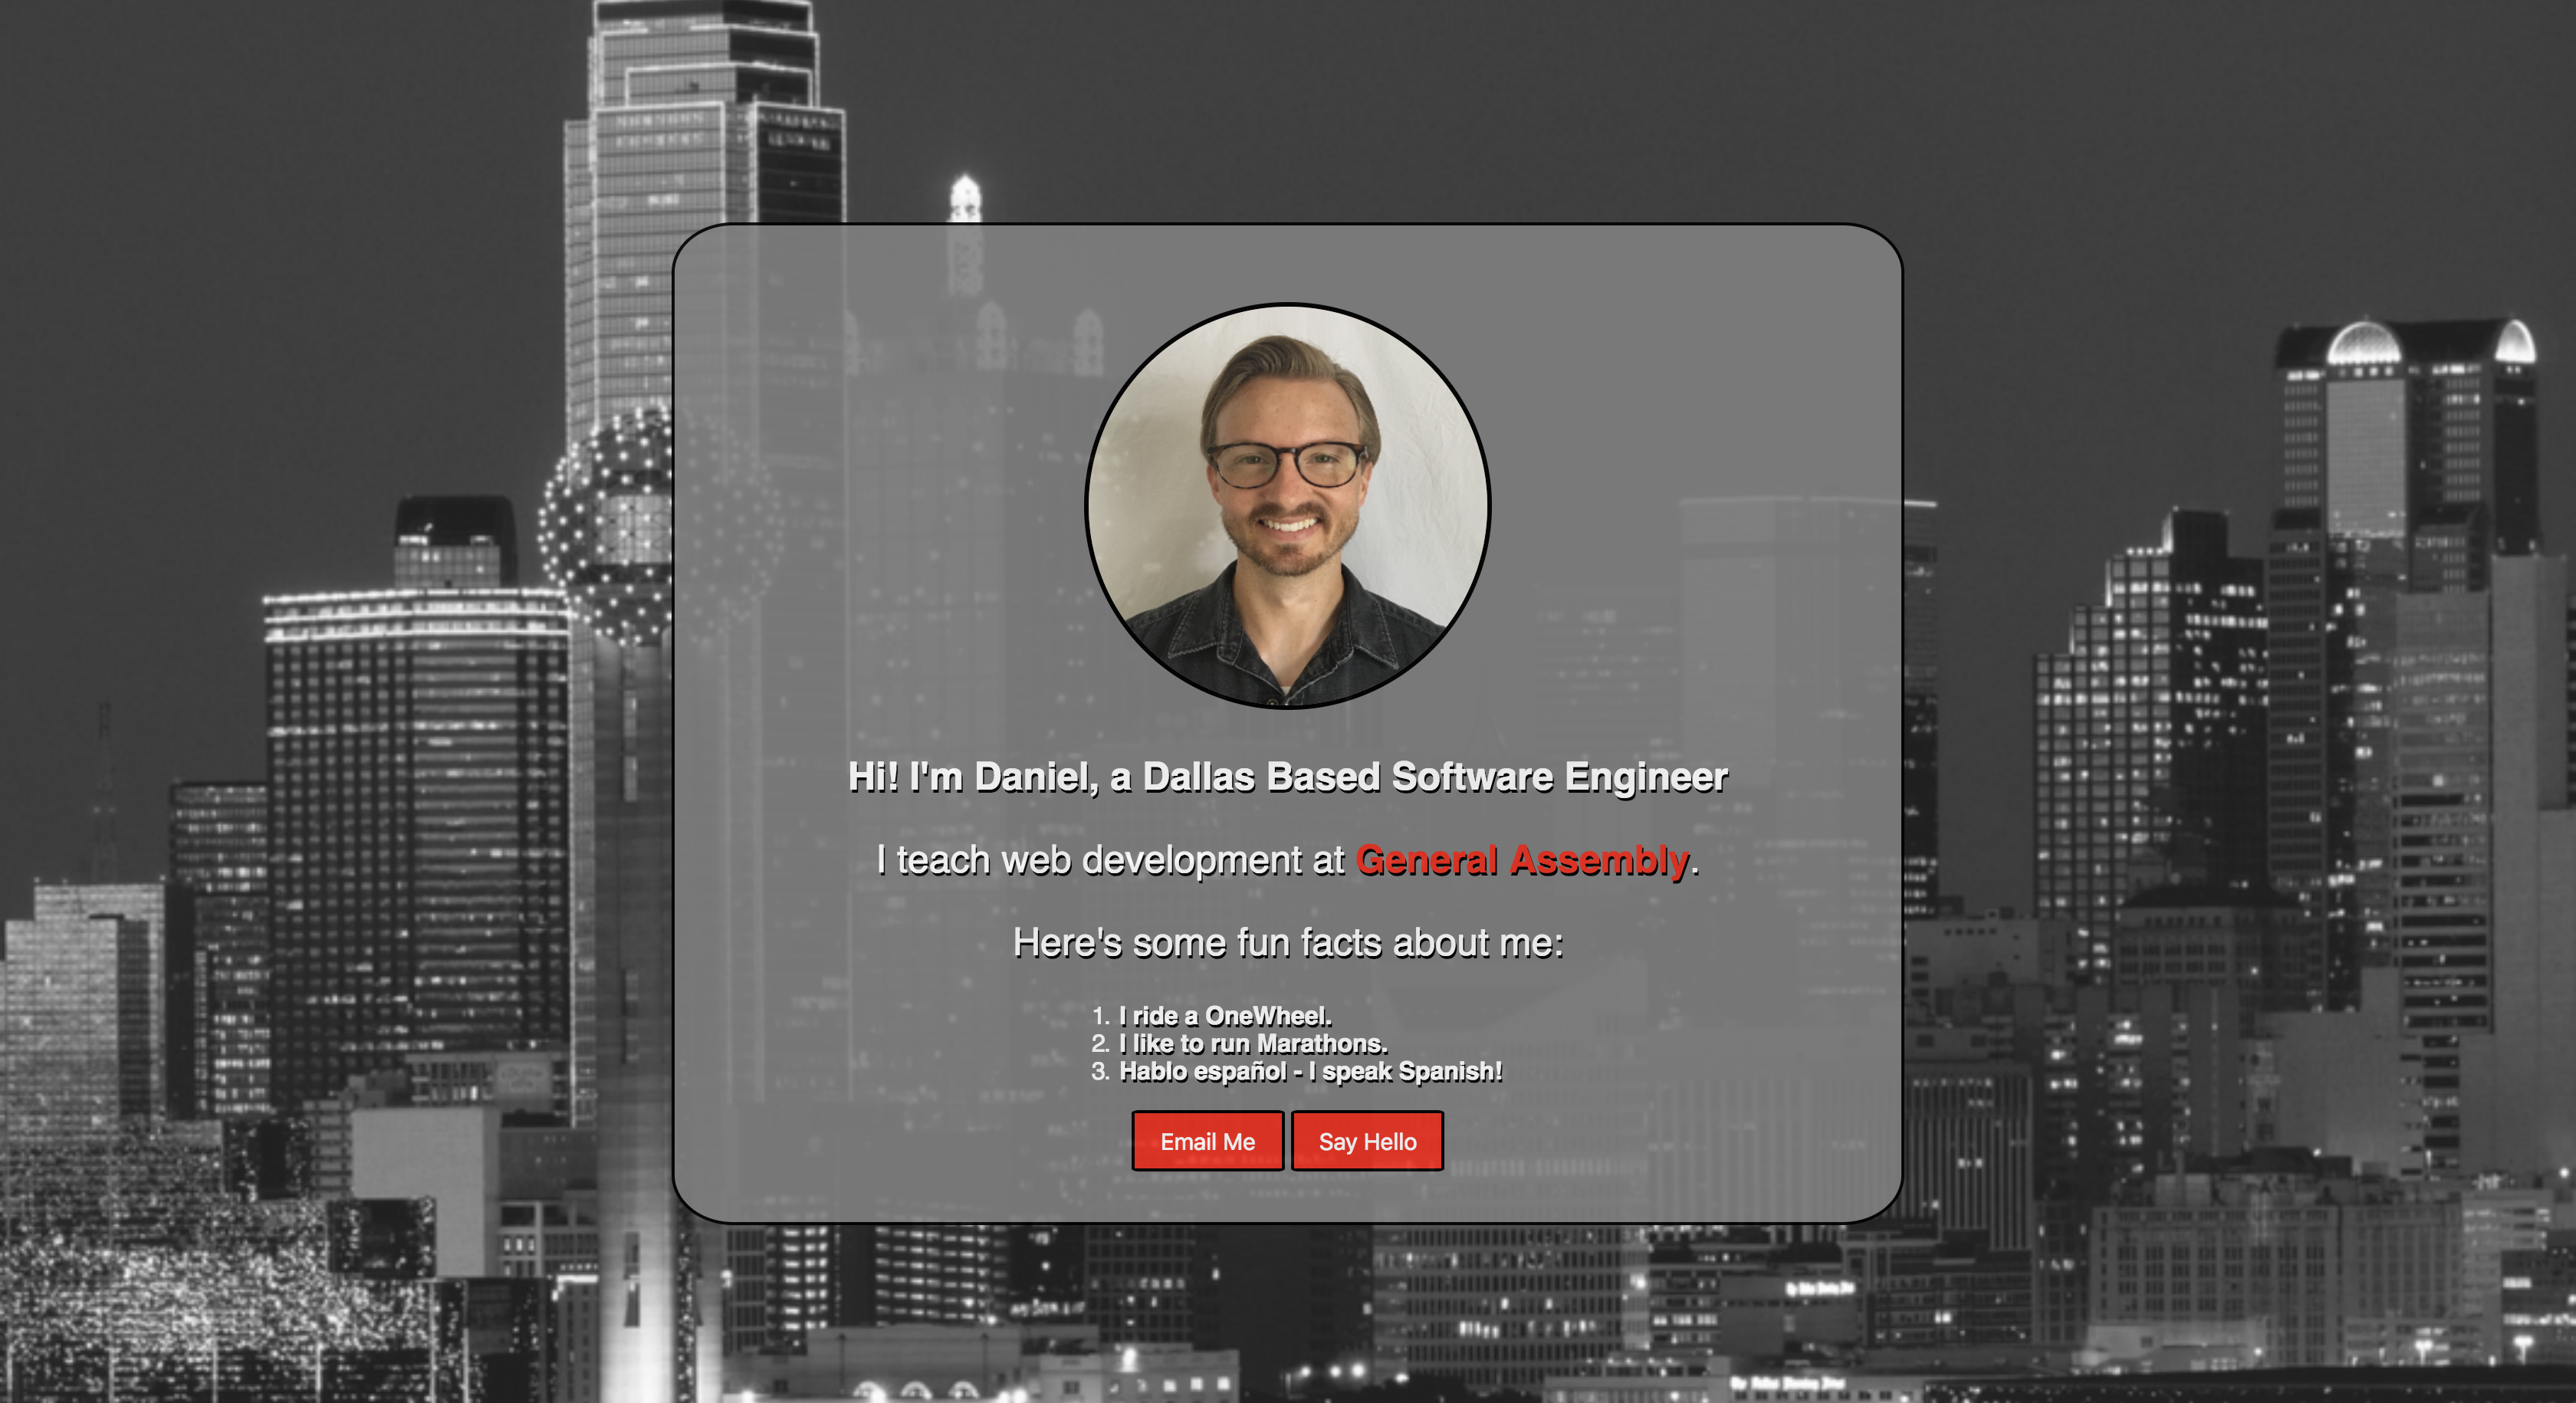 Hi! I'm Daniel, a Dallas Based Software Engineer
I teach web development at General Assembly.
Here's some fun facts about me:
1. I ride a OneWheel.
2. I like to run Marathons.
3. Hablo español - I speak Spanish!
Email Me
Say Hello